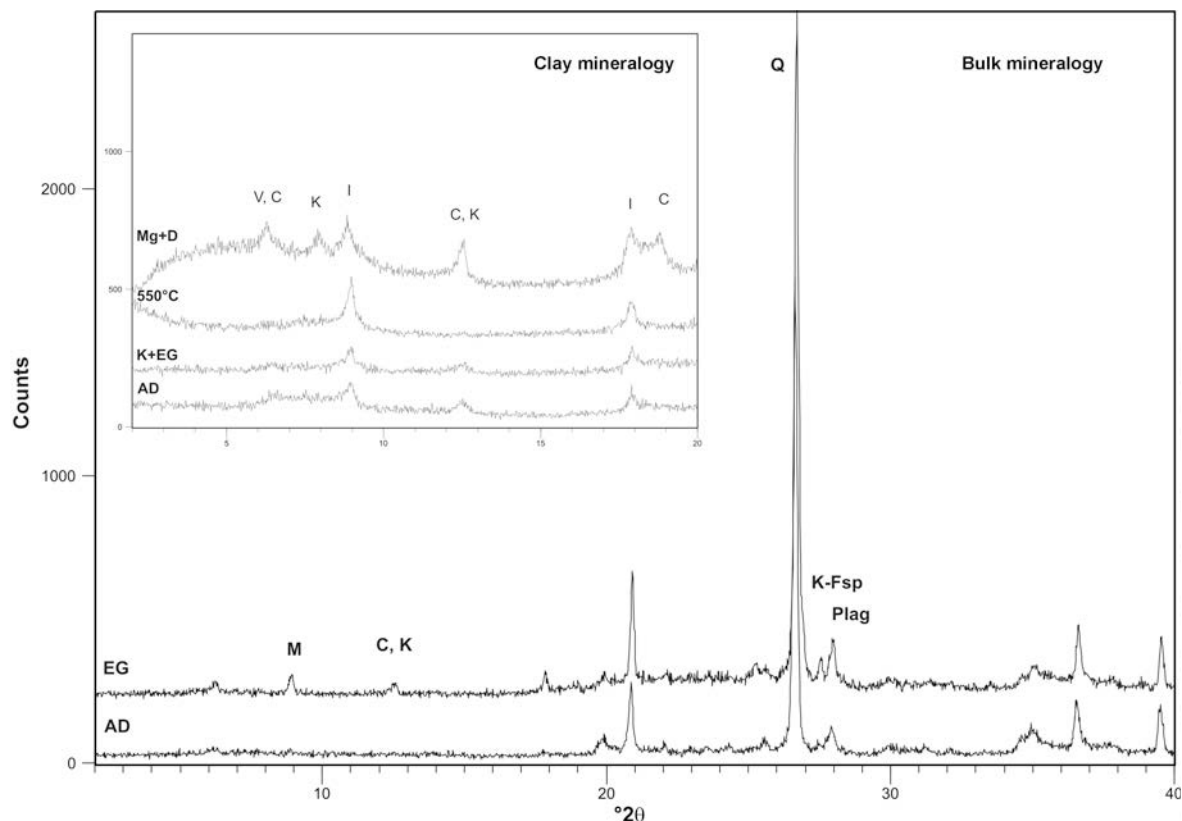 Clay mineralogy
Q
Bulk mineralogy
2000
1000
V, C
K
I
C, K
I
C
Mg+D
500
550°C
K+EG
AD
0
5
10
15
20
Counts
1000
K-Fsp
Plag
M
C, K
EG
AD
0
10
20
30
40
°2θ